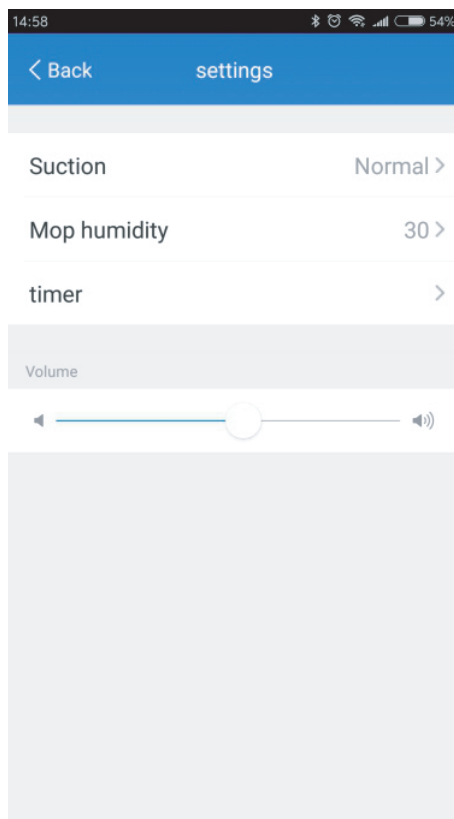 14:58 54%
Back settings
Suction Normal
Mop humidity 30
timer
Volume